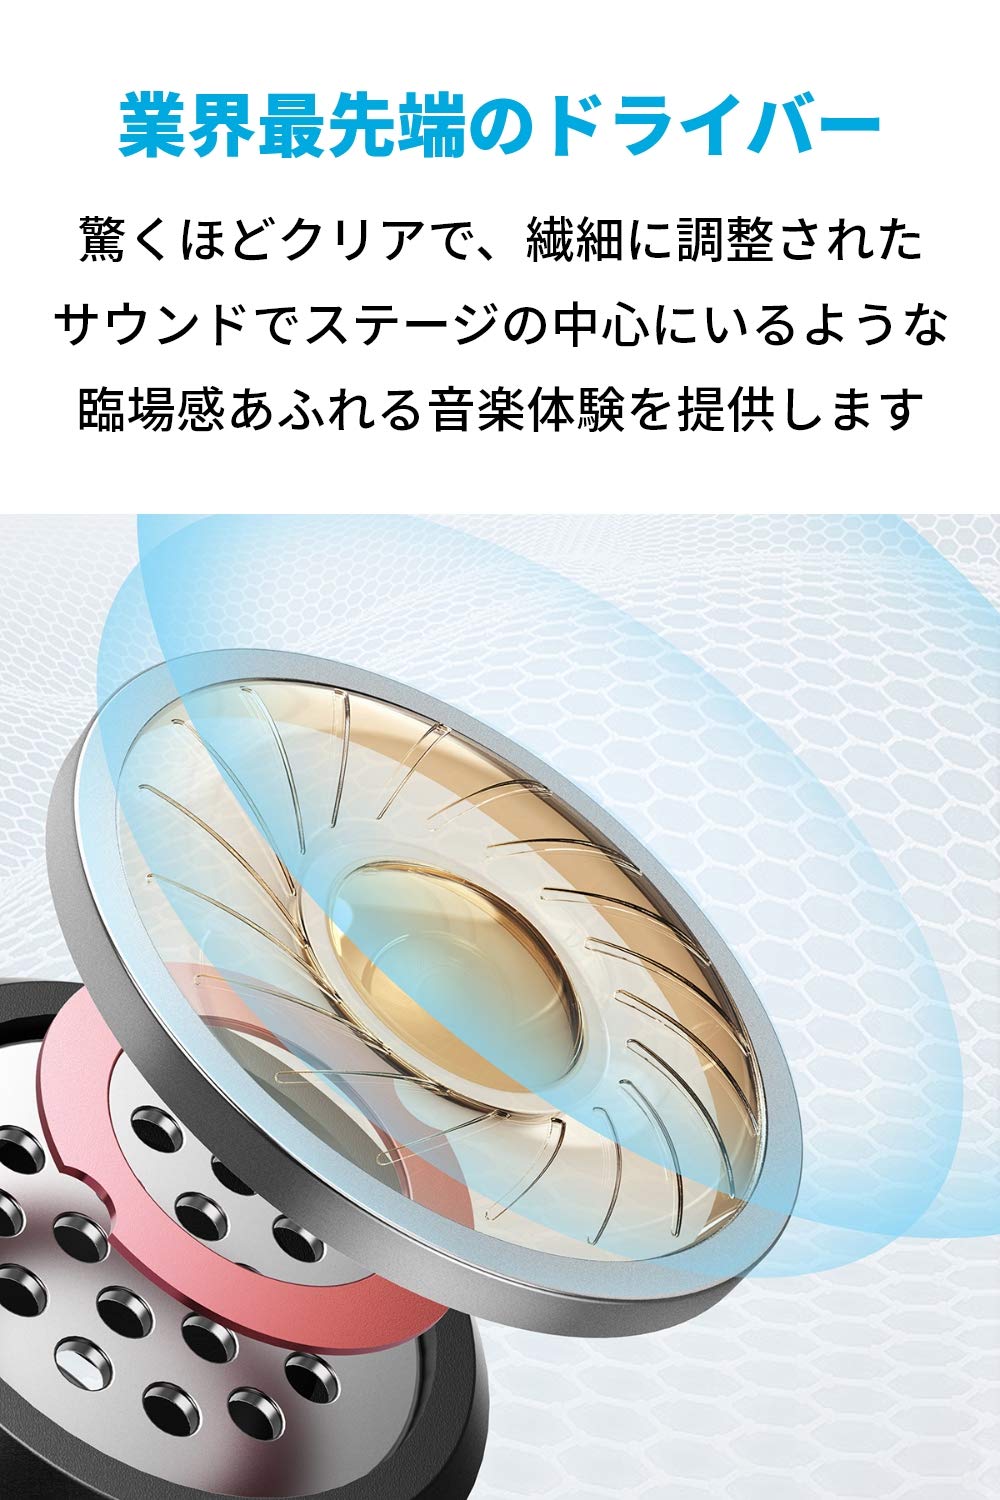 業界最先端のドライバー
驚くほどクリアで、繊細に調整された
サウンドでステージの中心にいるような
臨場感あふれる音楽体験を提供します